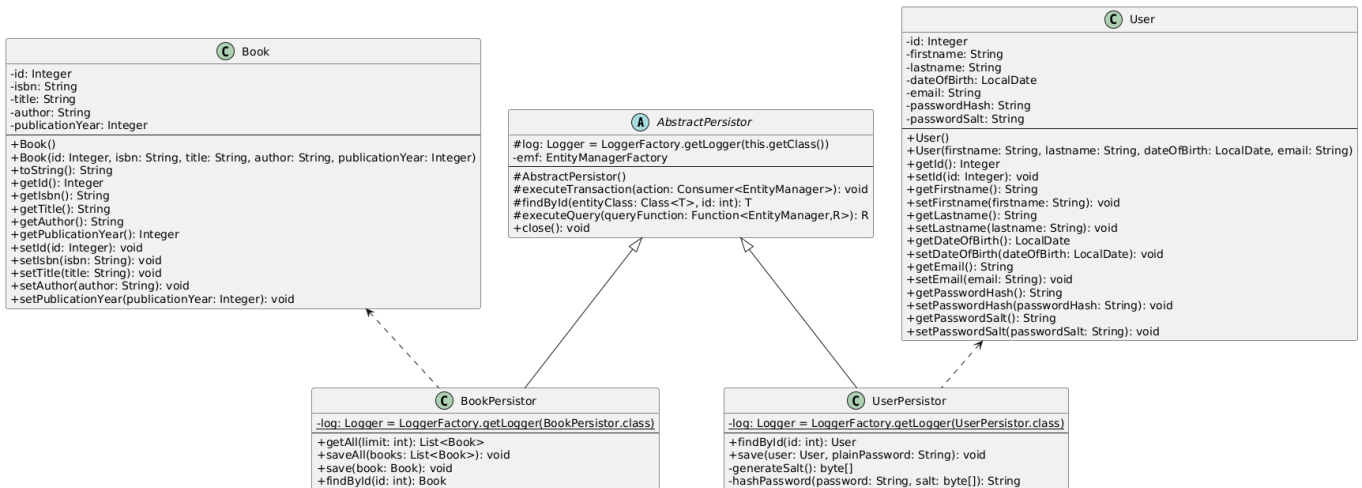 C Book
-id: Integer
-isbn: String
-title: String
-author: String
-publicationYear: Integer
+Book()
+Book(id: Integer, isbn: String, title: String, author: String, publicationYear: Integer)
+toString(): String
+getId(): Integer
+getIsbn(): String
+getTitle(): String
+getAuthor(): String
+getPublicationYear(): Integer
+setId(id: Integer): void
+setIsbn(isbn: String): void
+setTitle(title: String): void
+setAuthor(author: String): void
+setPublicationYear(publicationYear: Integer): void
A AbstractPersistor
#log: Logger = LoggerFactory.getLogger(this.getClass())
-emf: EntityManagerFactory
#AbstractPersistor()
#executeTransaction(action: Consumer<EntityManager>): void
#findById(entityClass: Class<T>, id: int): T
#executeQuery(queryFunction: Function<EntityManager,R>): R
+close(): void
C User
-id: Integer
-firstname: String
-lastname: String
-dateOfBirth: LocalDate
-email: String
-passwordHash: String
-passwordSalt: String
+User()
+User(firstname: String, lastname: String, dateOfBirth: LocalDate, email: String)
+getId(): Integer
+setId(id: Integer): void
+getFirstname(): String
+setFirstname(firstname: String): void
+getLastname(): String
+setLastname(lastname: String): void
+getDateOfBirth(): LocalDate
+setDateOfBirth(dateOfBirth: LocalDate): void
+getEmail(): String
+setEmail(email: String): void
+getPasswordHash(): String
+setPasswordHash(passwordHash: String): void
+getPasswordSalt(): String
+setPasswordSalt(passwordSalt: String): void
C BookPersistor
-log: Logger = LoggerFactory.getLogger(BookPersistor.class)
+getAll(limit: int): List<Book>
+saveAll(books: List<Book>): void
+save(book: Book): void
+findById(id: int): Book
C UserPersistor
-log: Logger = LoggerFactory.getLogger(UserPersistor.class)
+findById(id: int): User
+save(user: User, plainPassword: String): void
-generateSalt(): byte[]
-hashPassword(password: String, salt: byte[]): String